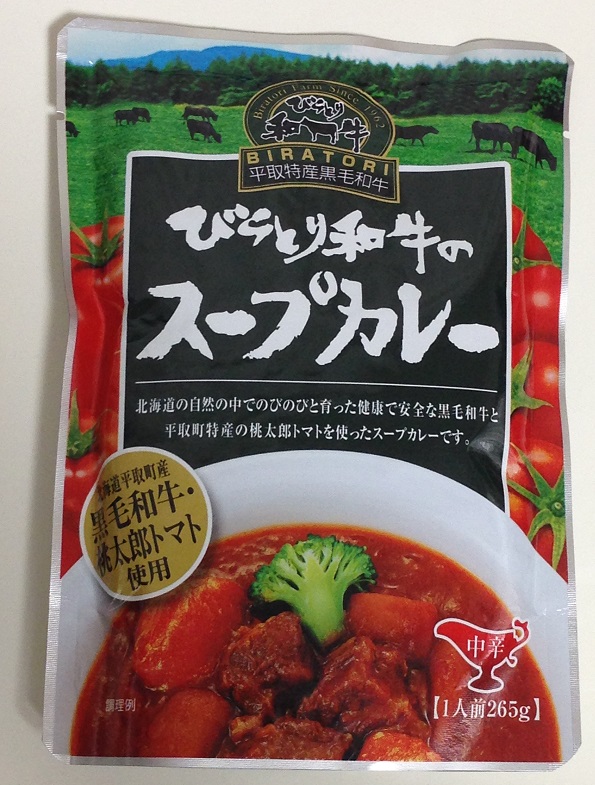 Biratori Farm Since 1962
びらとり
和牛
BIRATORI
平取特産黒毛和牛
びらとり和牛の
スープカレー
北海道の自然の中でのびのびと育った健康で安全な黒毛和牛と
平取町特産の桃太郎トマトを使ったスープカレーです。
北海道平取町産
黒毛和牛・
桃太郎トマト
使用
中辛
調理例
【1人前265g】